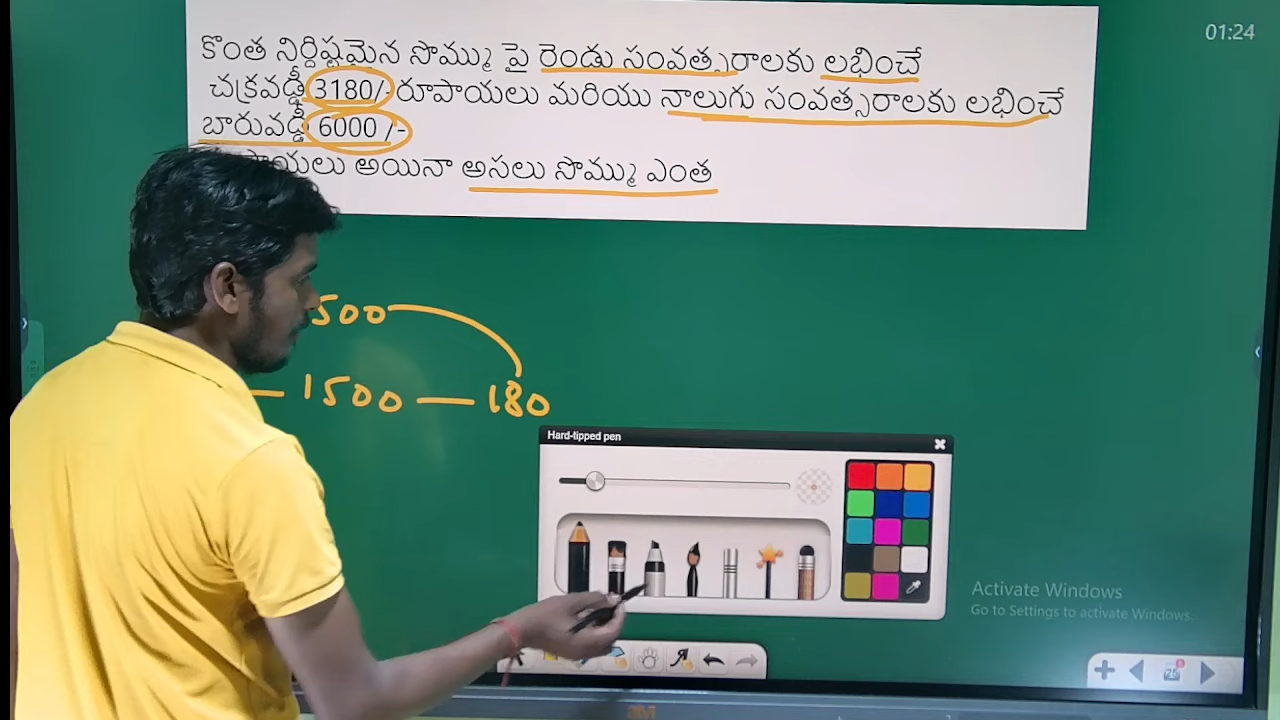 01:24
కొంత నిర్దిష్టమైన సొమ్ము పై రెండు సంవత్సరాలకు లభించే
చక్రవడ్డీ 3180/- రూపాయలు మరియు నాలుగు సంవత్సరాలకు లభించే
బారువడ్డీ 6000 /-
అయినా అసలు సొమ్ము ఎంత
500
— 1500 — 180
Hard-tipped pen
Activate Windows
Go to Settings to activate Windows.